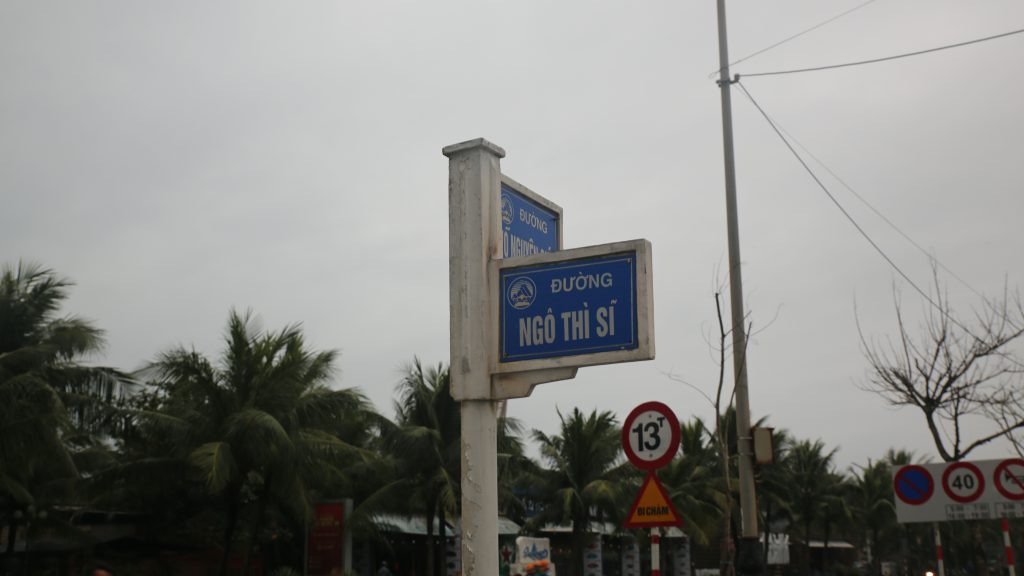 ĐƯỜNG
ĐƯỜNG
NGÔ THÌ SĨ
13T
ĐI CHẬM
40